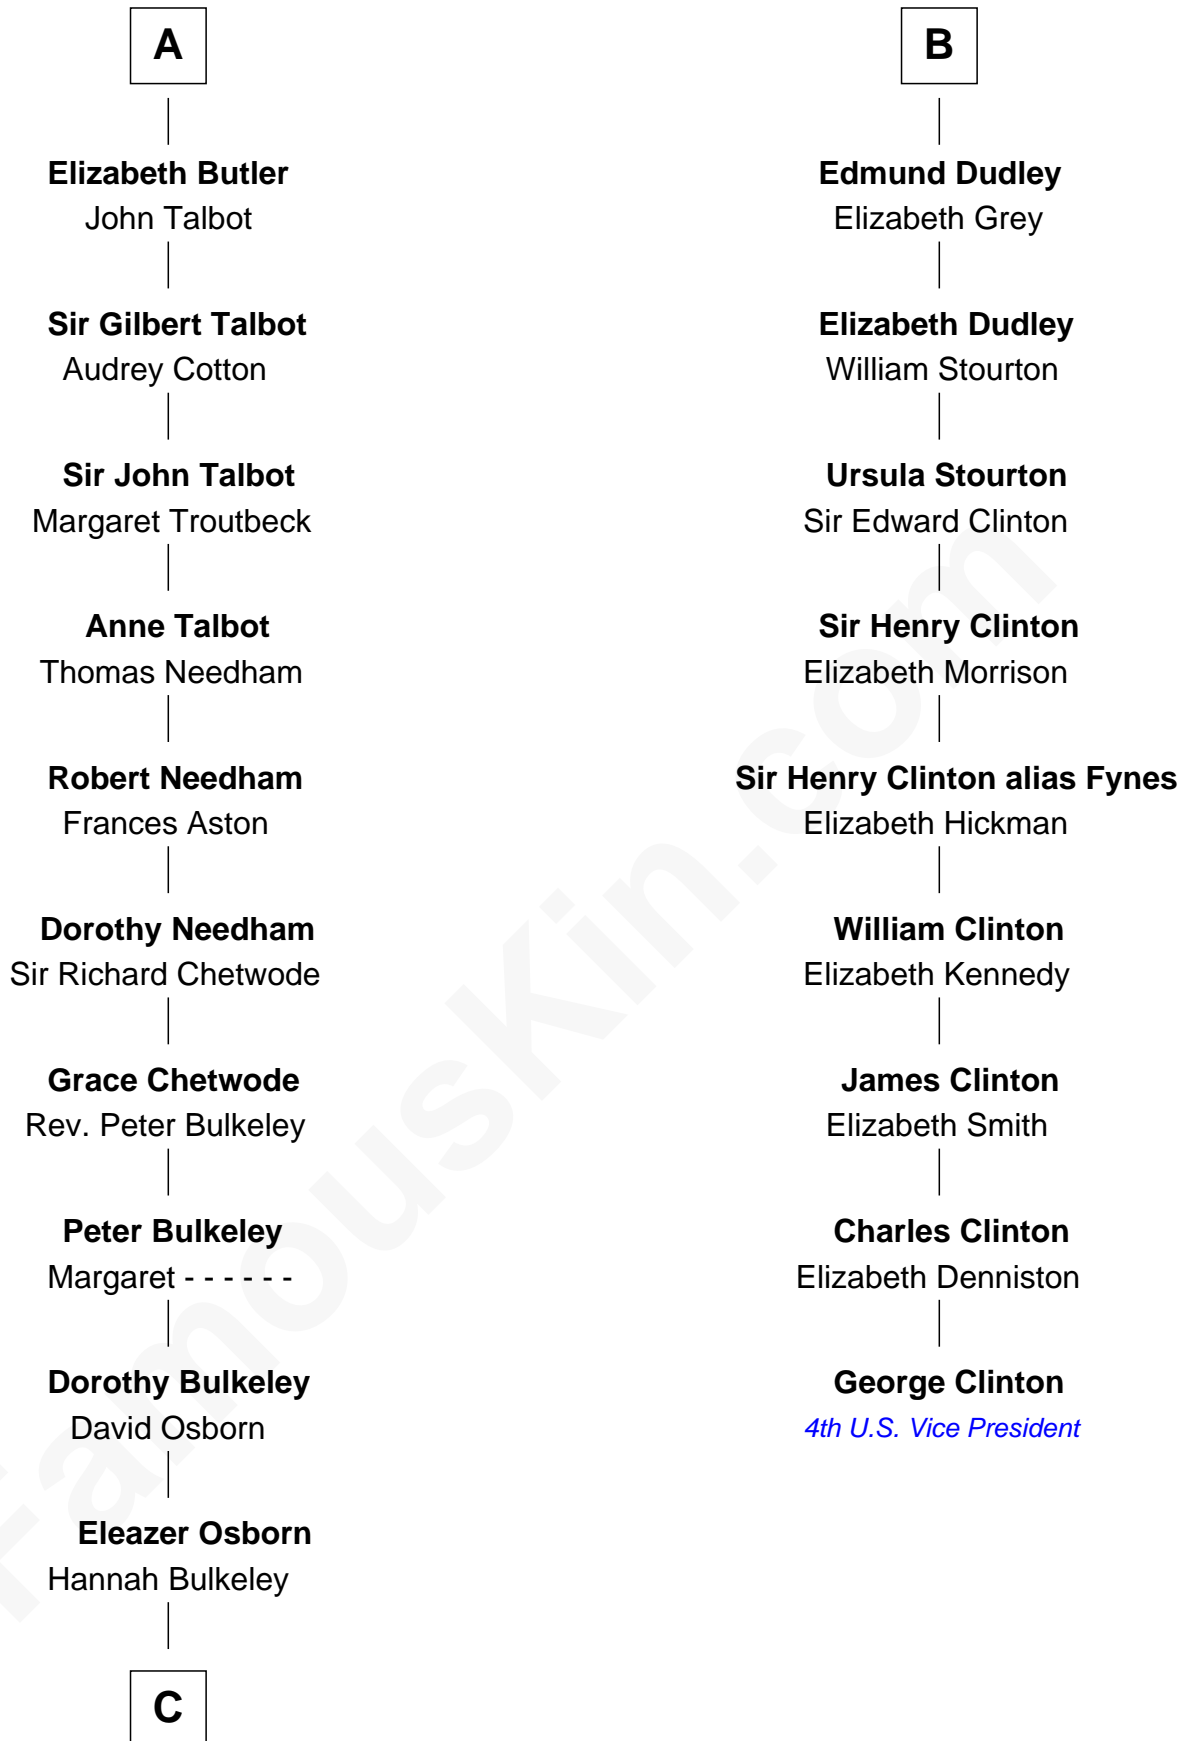 A
Elizabeth Butler
John Talbot
Sir Gilbert Talbot
Audrey Cotton
Sir John Talbot
Margaret Troutbeck
Anne Talbot
Thomas Needham
Robert Needham
Frances Aston
Dorothy Needham
Sir Richard Chetwode
Grace Chetwode
Rev. Peter Bulkeley
Peter Bulkeley
Margaret - - - - - -
Dorothy Bulkeley
David Osborn
Eleazer Osborn
Hannah Bulkeley
C
B
Edmund Dudley
Elizabeth Grey
Elizabeth Dudley
William Stourton
Ursula Stourton
Sir Edward Clinton
Sir Henry Clinton
Elizabeth Morrison
Sir Henry Clinton alias Fynes
Elizabeth Hickman
William Clinton
Elizabeth Kennedy
James Clinton
Elizabeth Smith
Charles Clinton
Elizabeth Denniston
George Clinton
4th U.S. Vice President
FamousKin.com